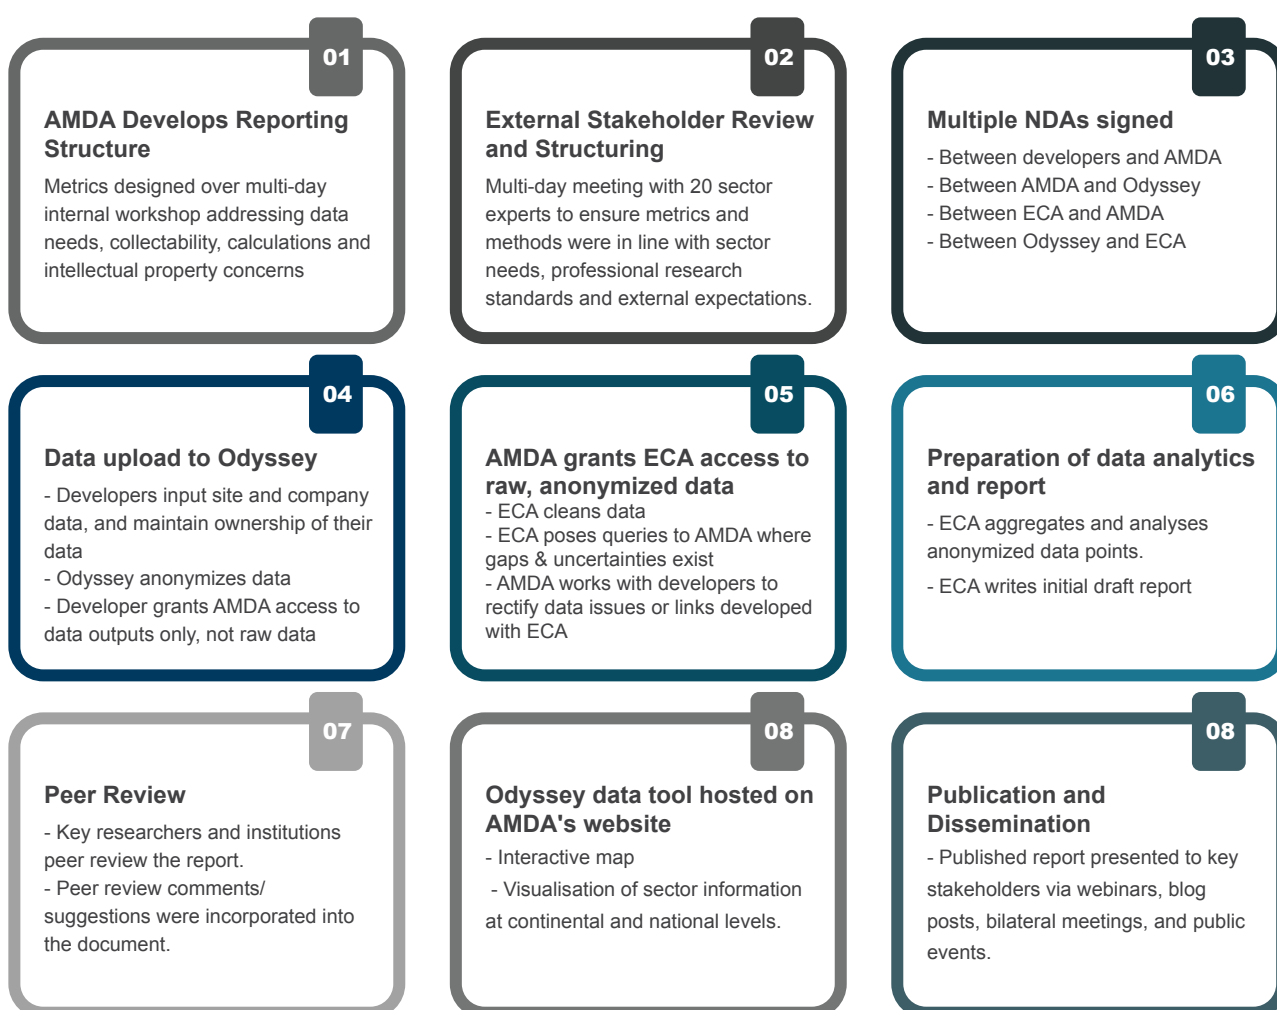 01
AMDA Develops Reporting
Structure
Metrics designed over multi-day
internal workshop addressing data
needs, collectability, calculations and
intellectual property concerns
02
External Stakeholder Review
and Structuring
Multi-day meeting with 20 sector
experts to ensure metrics and
methods were in line with sector
needs, professional research
standards and external expectations.
03
Multiple NDAs signed
- Between developers and AMDA
- Between AMDA and Odyssey
- Between ECA and AMDA
- Between Odyssey and ECA
04
Data upload to Odyssey
- Developers input site and company
data, and maintain ownership of their
data
- Odyssey anonymizes data
- Developer grants AMDA access to
data outputs only, not raw data
05
AMDA grants ECA access to
raw, anonymized data
- ECA cleans data
- ECA poses queries to AMDA where
gaps & uncertainties exist
- AMDA works with developers to
rectify data issues or links developed
with ECA
06
Preparation of data analytics
and report
- ECA aggregates and analyses
anonymized data points.
- ECA writes initial draft report
07
Peer Review
- Key researchers and institutions
peer review the report.
- Peer review comments/
suggestions were incorporated into
the document.
08
Odyssey data tool hosted on
AMDA's website
- Interactive map
- Visualisation of sector information
at continental and national levels.
08
Publication and
Dissemination
- Published report presented to key
stakeholders via webinars, blog
posts, bilateral meetings, and public
events.